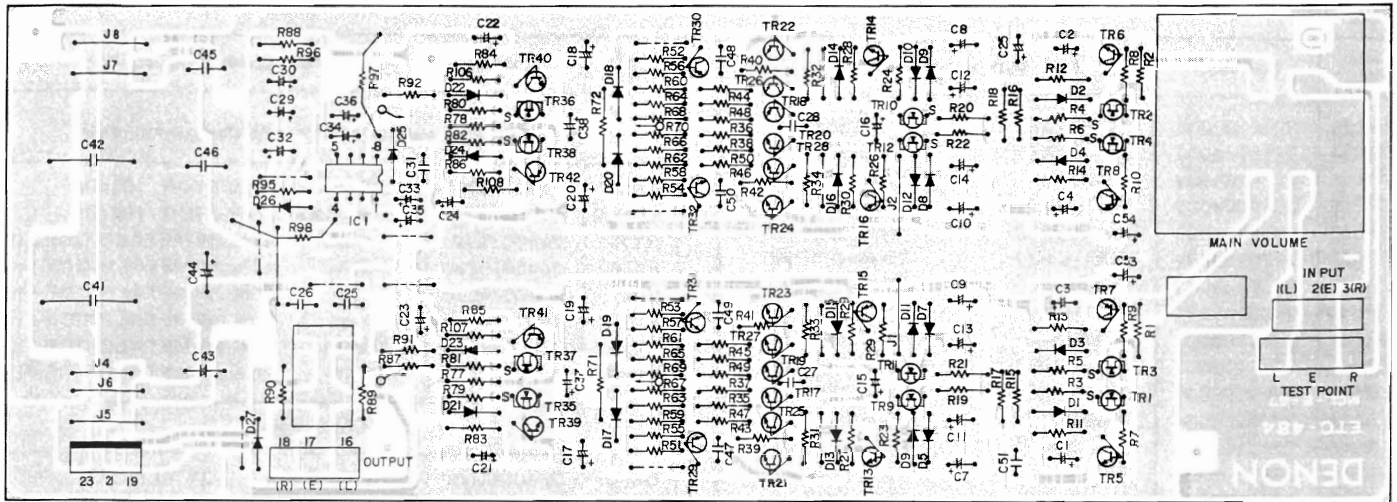 J8
J7
C45
R88
R96
C30
C29
C32
C36
C34
R97
R92
D25
5
8
C42
C46
R95
D26
IC1
C33
C35
C31
R98
C44
C22
R84
R106
D22
R80
R78
R82
D24
R86
R108
C24
TR40
TR36
S
S
TR38
TR42
C18
C38
C20
R72
D18
D20
R52
R56
R60
R64
R68
R70
R66
R62
R58
R54
TR30
TR32
C48
C50
R40
R44
R48
R36
R38
R50
R46
R42
TR22
TR26
TR18
C28
TR20
TR28
TR24
R32
R34
D14
D16
R28
R30
TR14
TR16
C16
R24
R26
J2
D10
D9
TR10
TR12
S
S
D12
D8
C8
C12
R20
R22
C14
C10
R18
R16
C25
C2
R12
D2
R4
R6
D4
R14
C4
TR6
TR2
S
S
TR4
TR8
R8
R2
R10
C54
C53
MAIN VOLUME
C41
C26
C25
C43
C23
R91
R87
R90
R89
D27
J4
J6
J5
23 21 19
18 17 16
OUTPUT
(R) (E) (L)
R85
R107
D23
R81
R77
R79
D21
R83
C21
TR41
TR37
S
S
TR35
TR39
C19
C37
C17
R71
D19
D17
R53
R57
R61
R65
R69
R67
R63
R59
R55
R51
TR31
TR29
C49
C47
R41
R45
R49
R37
R35
R47
R43
R39
TR23
TR27
TR19
C27
TR17
TR25
TR21
R33
R31
D15
D13
R29
R27
TR15
TR13
C15
R29
R23
J1
D11
D7
TR11
TR9
D9
D5
C9
C13
R21
R19
C11
C7
R17
R15
C51
C3
R13
D3
R5
R3
D1
R11
C1
TR7
TR3
S
S
TR1
TR5
R9
R1
R7
INPUT
1(L) 2(E) 3(R)
L E R
TEST POINT
ETC-484
DENON